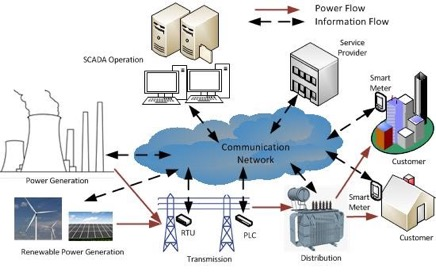 Power Flow
Information Flow
SCADA Operation
Service
Provider
Smart
Meter
Communication
Network
Customer
Power Generation
Smart
Meter
RTU
PLC
Customer
Renewable Power Generation
Transmission
Distribution